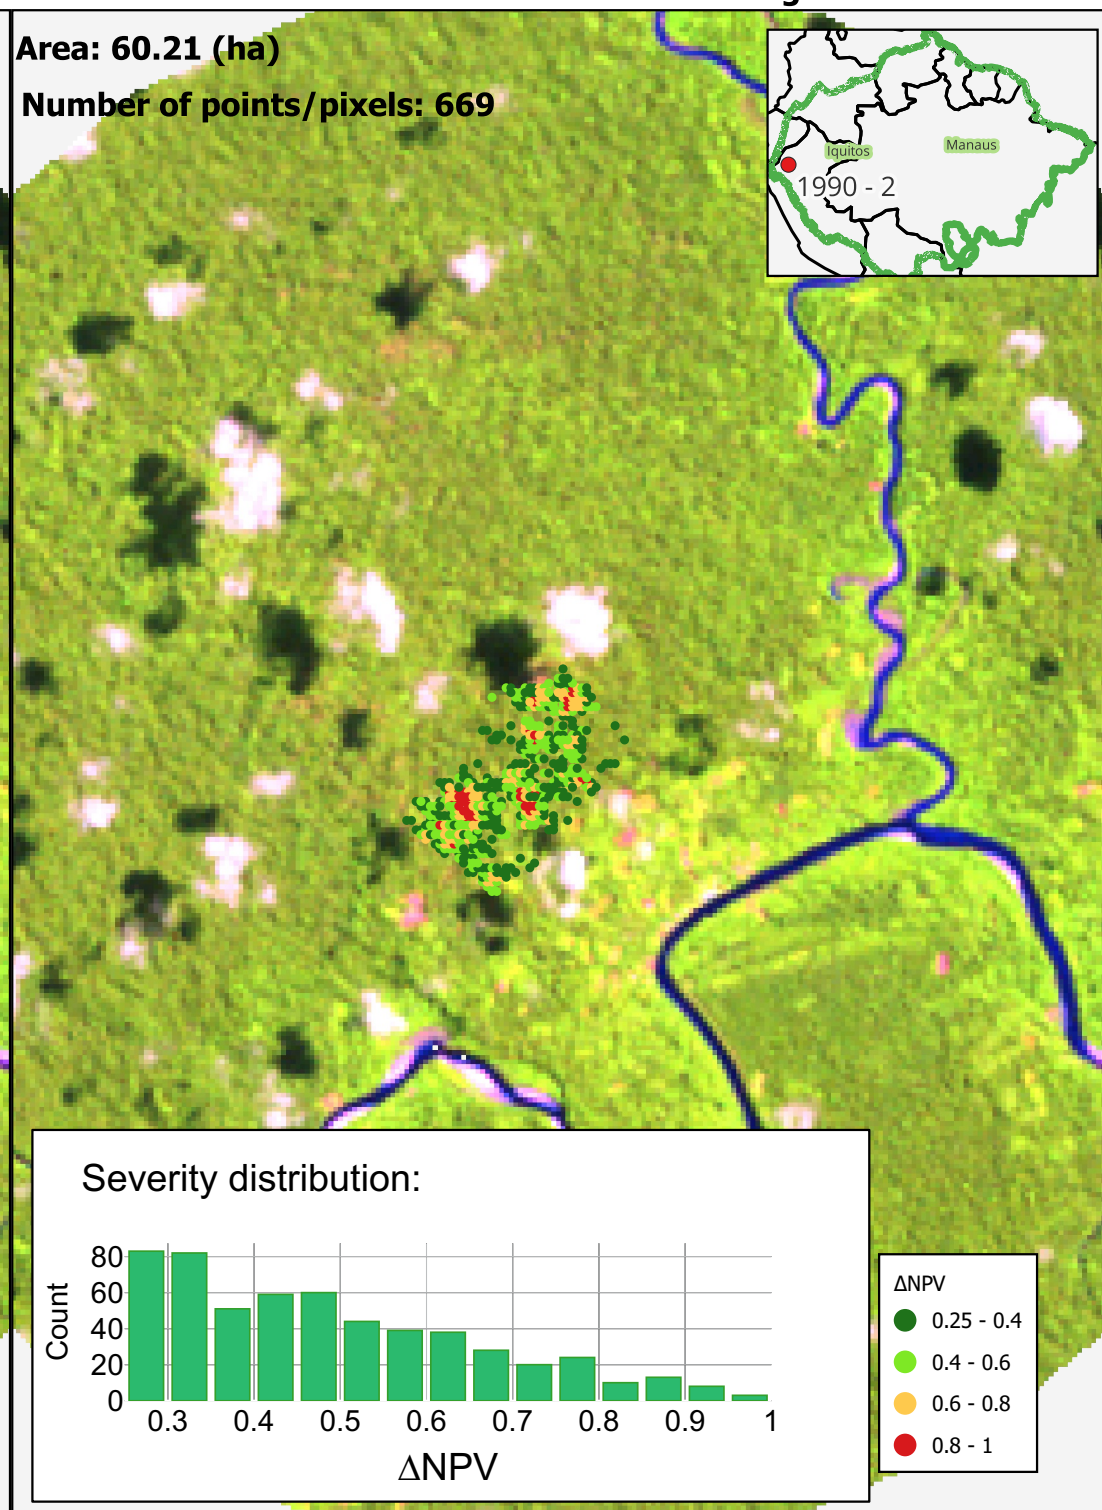 Area: 60.21 (ha)
Number of points/pixels: 669
Iquitos
Manaus
1990 - 2
Severity distribution:
80
60
40
20
0
Count
0.3 0.4 0.5 0.6 0.7 0.8 0.9 1
ΔNPV
ΔNPV
0.25 - 0.4
0.4 - 0.6
0.6 - 0.8
0.8 - 1